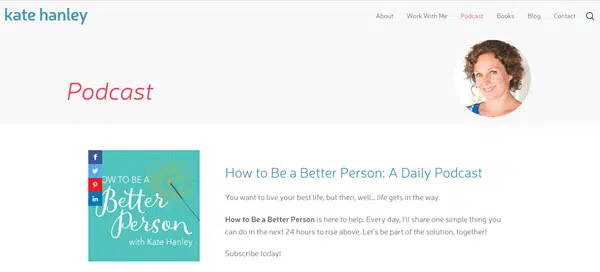 kate hanley
About
Work With Me
Podcast
Books
Blog
Contact
Podcast
HOW TO BE A
Better
Person
with Kate Hanley
How to Be a Better Person: A Daily Podcast
You want to live your best life, but then, well... life gets in the way.
How to Be a Better Person is here to help. Every day, I'll share one simple thing you
can do in the next 24 hours to rise above. Let's be part of the solution, together!
Subscribe today!